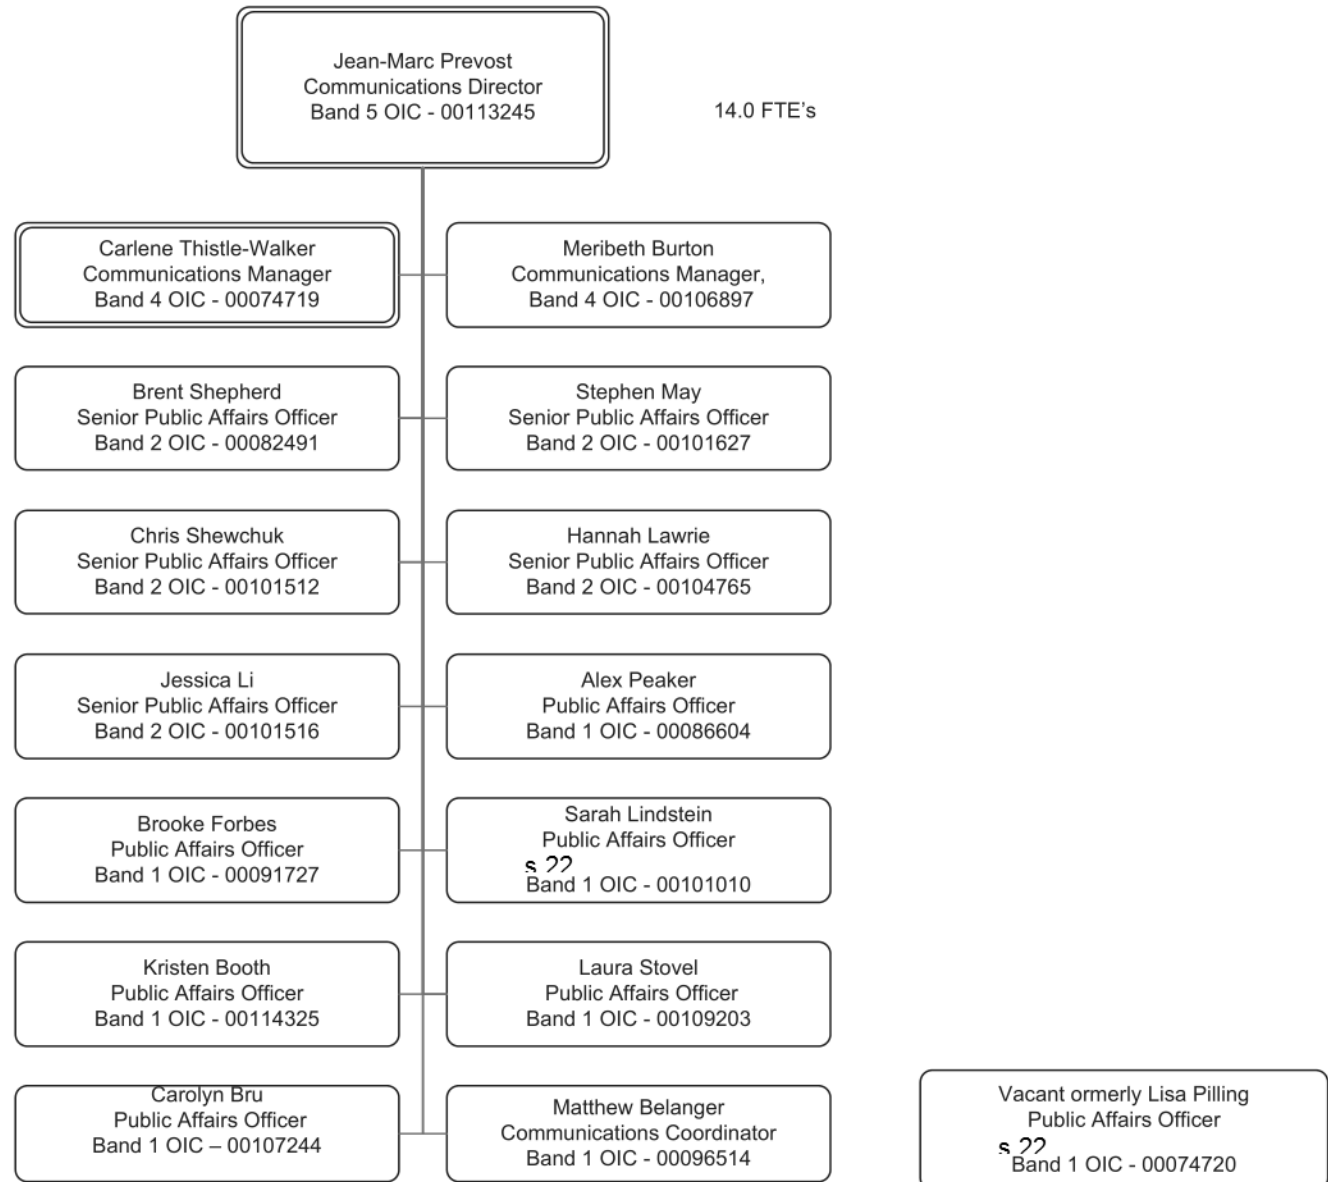 Jean-Marc Prevost
Communications Director
Band 5 OIC - 00113245
14.0 FTE's
Carlene Thistle-Walker
Communications Manager
Band 4 OIC - 00074719
Meribeth Burton
Communications Manager,
Band 4 OIC - 00106897
Brent Shepherd
Senior Public Affairs Officer
Band 2 OIC - 00082491
Stephen May
Senior Public Affairs Officer
Band 2 OIC - 00101627
Chris Shewchuk
Senior Public Affairs Officer
Band 2 OIC - 00101512
Hannah Lawrie
Senior Public Affairs Officer
Band 2 OIC - 00104765
Jessica Li
Senior Public Affairs Officer
Band 2 OIC - 00101516
Alex Peaker
Public Affairs Officer
Band 1 OIC - 00086604
Brooke Forbes
Public Affairs Officer
Band 1 OIC - 00091727
Sarah Lindstein
Public Affairs Officer
s.22
Band 1 OIC - 00101010
Kristen Booth
Public Affairs Officer
Band 1 OIC - 00114325
Laura Stovel
Public Affairs Officer
Band 1 OIC - 00109203
Carolyn Bru
Public Affairs Officer
Band 1 OIC – 00107244
Matthew Belanger
Communications Coordinator
Band 1 OIC - 00096514
Vacant ormerly Lisa Pilling
Public Affairs Officer
s.22
Band 1 OIC - 00074720